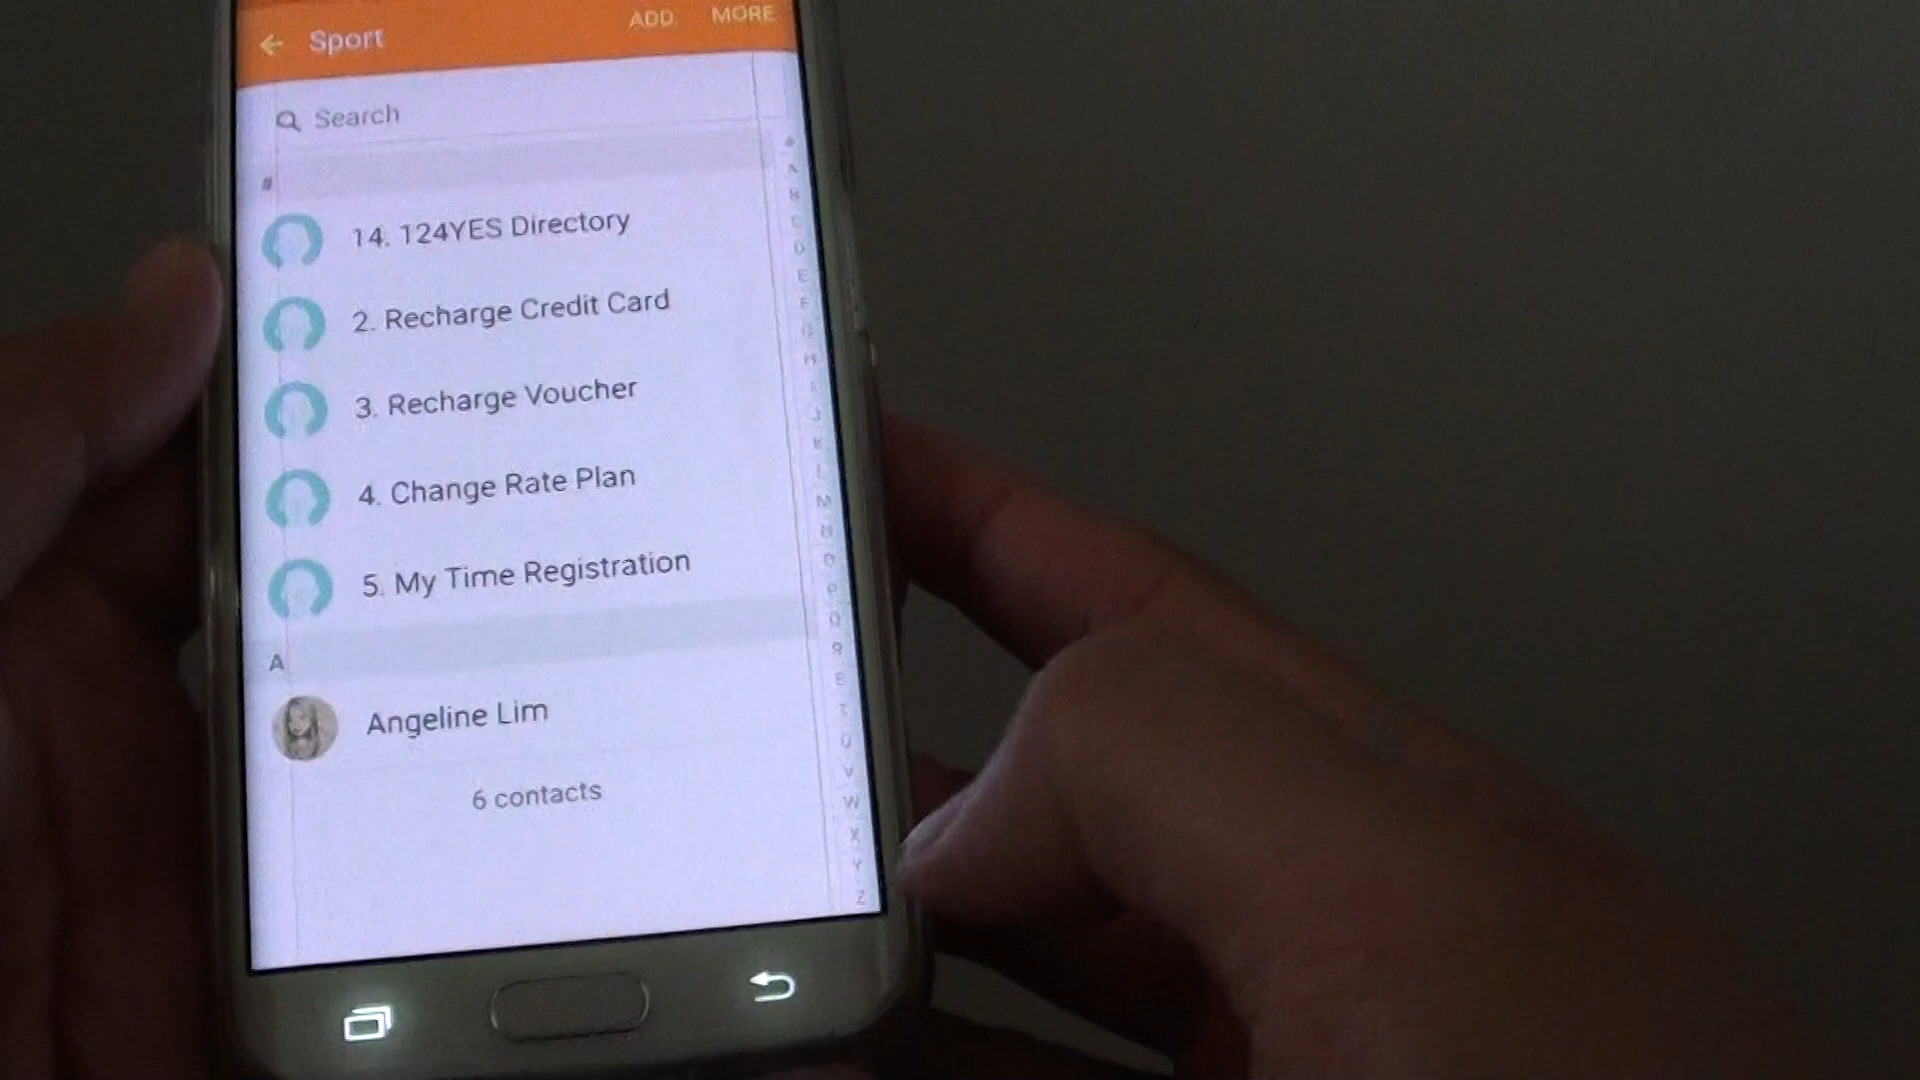 Sport
ADD
MORE
Search
#
14. 124YES Directory
2. Recharge Credit Card
3. Recharge Voucher
4. Change Rate Plan
5. My Time Registration
A
Angeline Lim
6 contacts